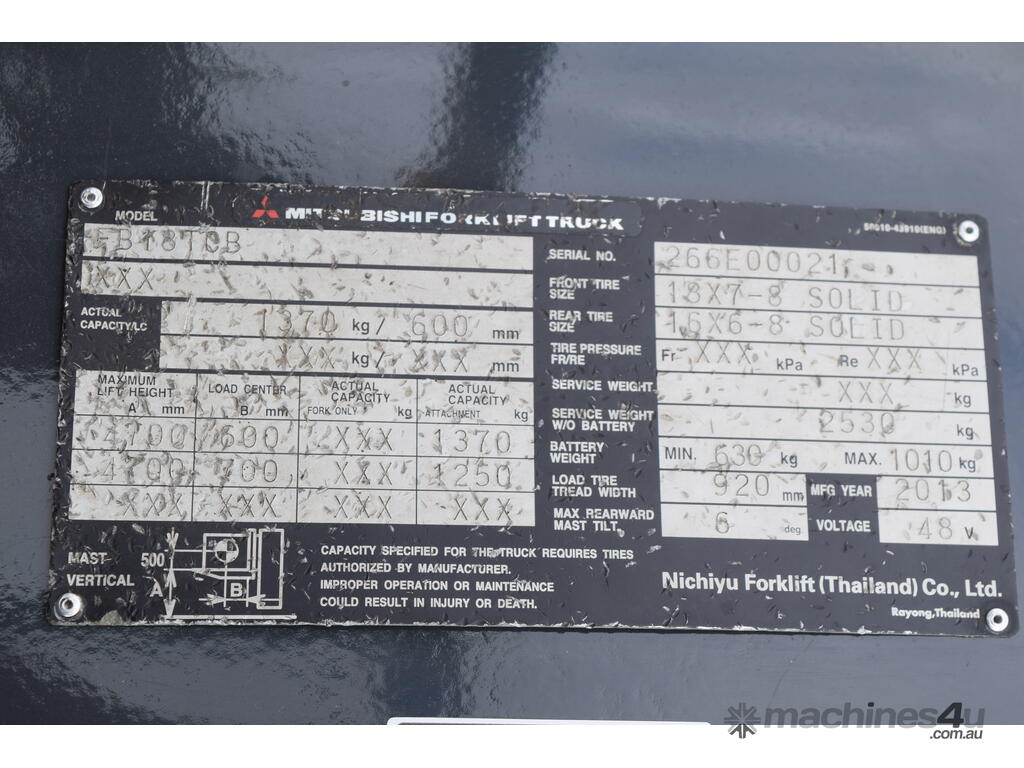 MITSUBISHI FORKLIFT TRUCK
MODEL
FB18TCB
XXX
ACTUAL CAPACITY/LC
1370 kg/ 600 mm
XXX kg/ XXX mm
MAXIMUM LIFT HEIGHT A mm LOAD CENTER B mm ACTUAL CAPACITY FORK ONLY kg ACTUAL CAPACITY ATTACHMENT kg
4700 600 XXX 1370
4700 700 XXX 1250
XXX XXX XXX XXX
MAST VERTICAL
500
A
B
CAPACITY SPECIFIED FOR THE TRUCK REQUIRES TIRES
AUTHORIZED BY MANUFACTURER.
IMPROPER OPERATION OR MAINTENANCE
COULD RESULT IN INJURY OR DEATH.
SERIAL NO. 266E00021
FRONT TIRE SIZE 18X7-8 SOLID
REAR TIRE SIZE 16X6-8 SOLID
TIRE PRESSURE FR/RE Fr XXX kPa Re XXX kPa
SERVICE WEIGHT XXX kg
SERVICE WEIGHT W/O BATTERY 2530 kg
BATTERY WEIGHT MIN. 630 kg MAX. 1010 kg
LOAD TIRE TREAD WIDTH 920 mm MFG YEAR 2013
MAX REARWARD MAST TILT 6 deg VOLTAGE 48 V
Nichiyu Forklift (Thailand) Co., Ltd.
Rayong, Thailand
machines4u
.com.au